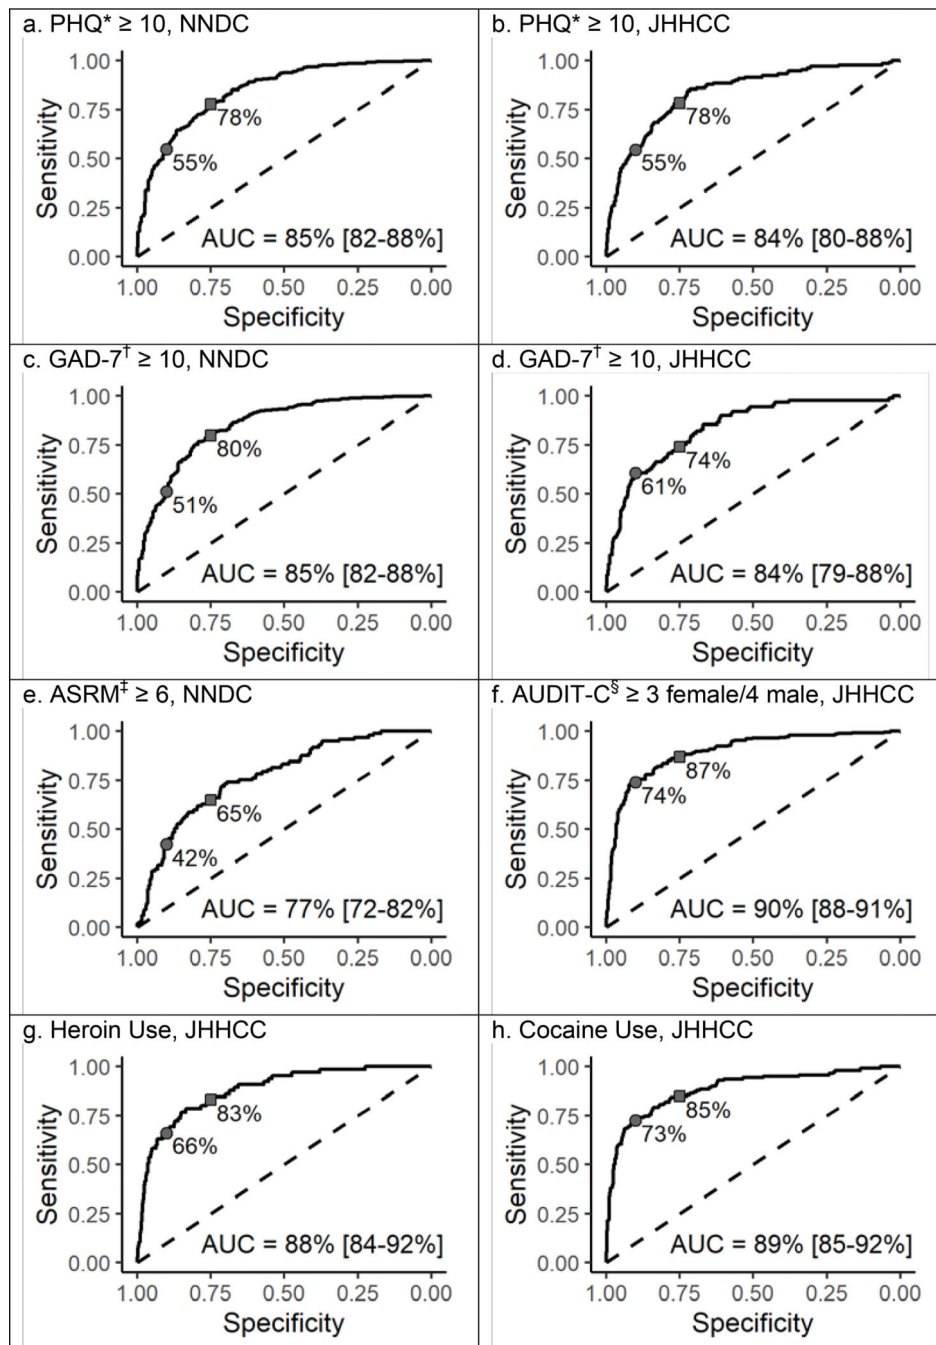 a. PHQ* ≥ 10, NNDC
1.00
0.75
0.50
0.25
0.00
Sensitivity
78%
55%
AUC = 85% [82-88%]
1.00 0.75 0.50 0.25 0.00
Specificity
b. PHQ* ≥ 10, JHHCC
1.00
0.75
0.50
0.25
0.00
Sensitivity
78%
55%
AUC = 84% [80-88%]
1.00 0.75 0.50 0.25 0.00
Specificity
c. GAD-7† ≥ 10, NNDC
1.00
0.75
0.50
0.25
0.00
Sensitivity
80%
51%
AUC = 85% [82-88%]
1.00 0.75 0.50 0.25 0.00
Specificity
d. GAD-7† ≥ 10, JHHCC
1.00
0.75
0.50
0.25
0.00
Sensitivity
74%
61%
AUC = 84% [79-88%]
1.00 0.75 0.50 0.25 0.00
Specificity
e. ASRM‡ ≥ 6, NNDC
1.00
0.75
0.50
0.25
0.00
Sensitivity
65%
42%
AUC = 77% [72-82%]
1.00 0.75 0.50 0.25 0.00
Specificity
f. AUDIT-C§ ≥ 3 female/4 male, JHHCC
1.00
0.75
0.50
0.25
0.00
Sensitivity
87%
74%
AUC = 90% [88-91%]
1.00 0.75 0.50 0.25 0.00
Specificity
g. Heroin Use, JHHCC
1.00
0.75
0.50
0.25
0.00
Sensitivity
83%
66%
AUC = 88% [84-92%]
1.00 0.75 0.50 0.25 0.00
Specificity
h. Cocaine Use, JHHCC
1.00
0.75
0.50
0.25
0.00
Sensitivity
85%
73%
AUC = 89% [85-92%]
1.00 0.75 0.50 0.25 0.00
Specificity